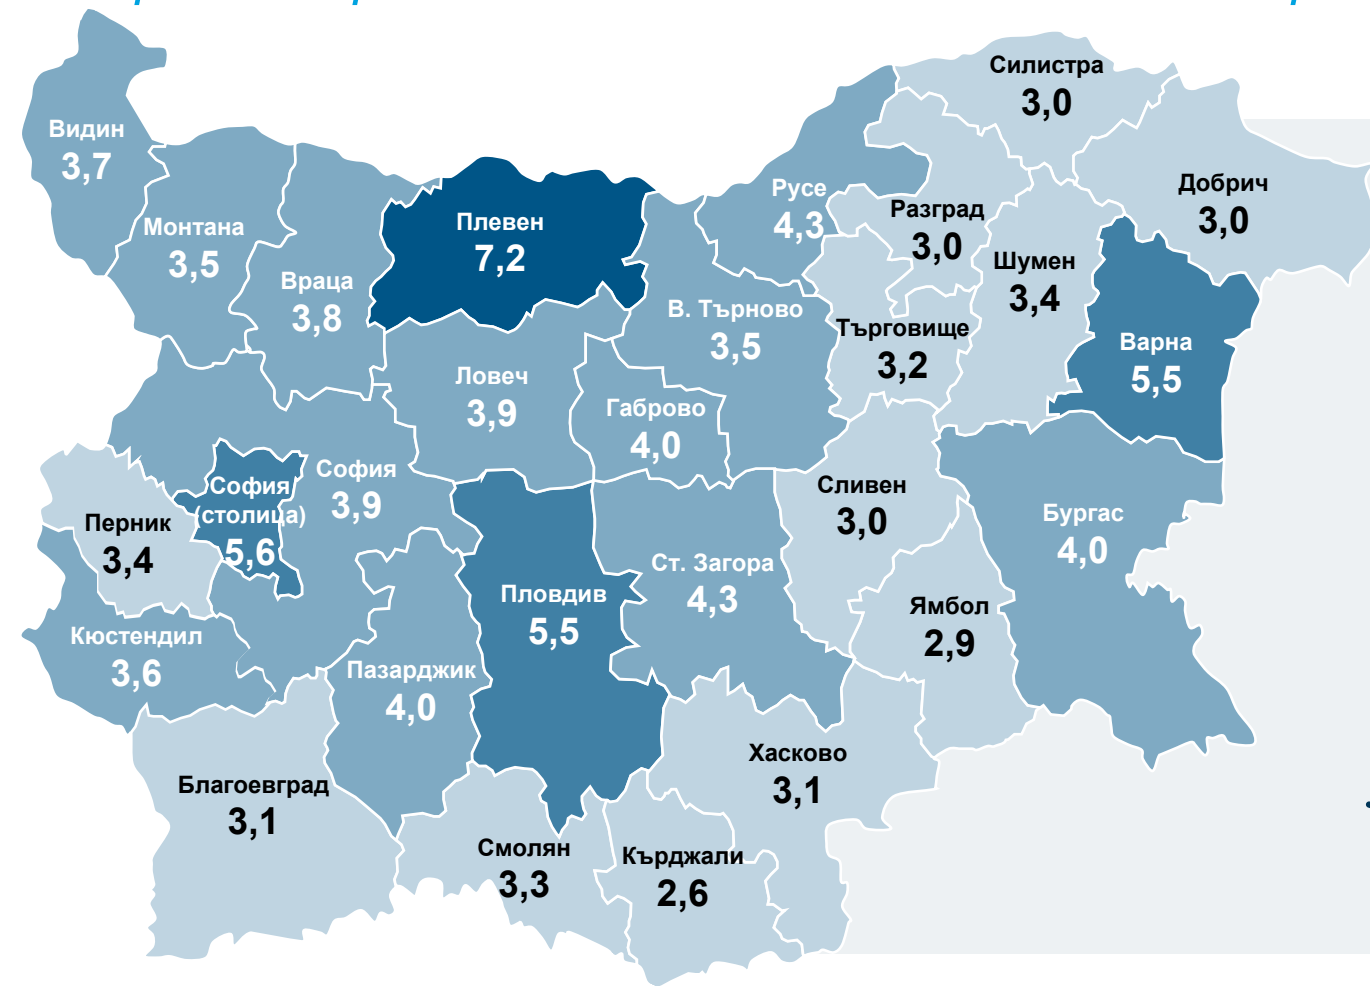 Силистра
3,0
Видин
3,7
Добрич
3,0
Русе
4,3
Разград
3,0
Плевен
7,2
Монтана
3,5
Шумен
3,4
Враца
3,8
В. Търново
3,5
Търговище
3,2
Варна
5,5
Ловеч
3,9
Габрово
4,0
София
3,9
София
(столица)
5,6
Сливен
3,0
Перник
3,4
Бургас
4,0
Ст. Загора
4,3
Пловдив
5,5
Ямбол
2,9
Кюстендил
3,6
Пазарджик
4,0
Хасково
3,1
Благоевград
3,1
Смолян
3,3
Кърджали
2,6